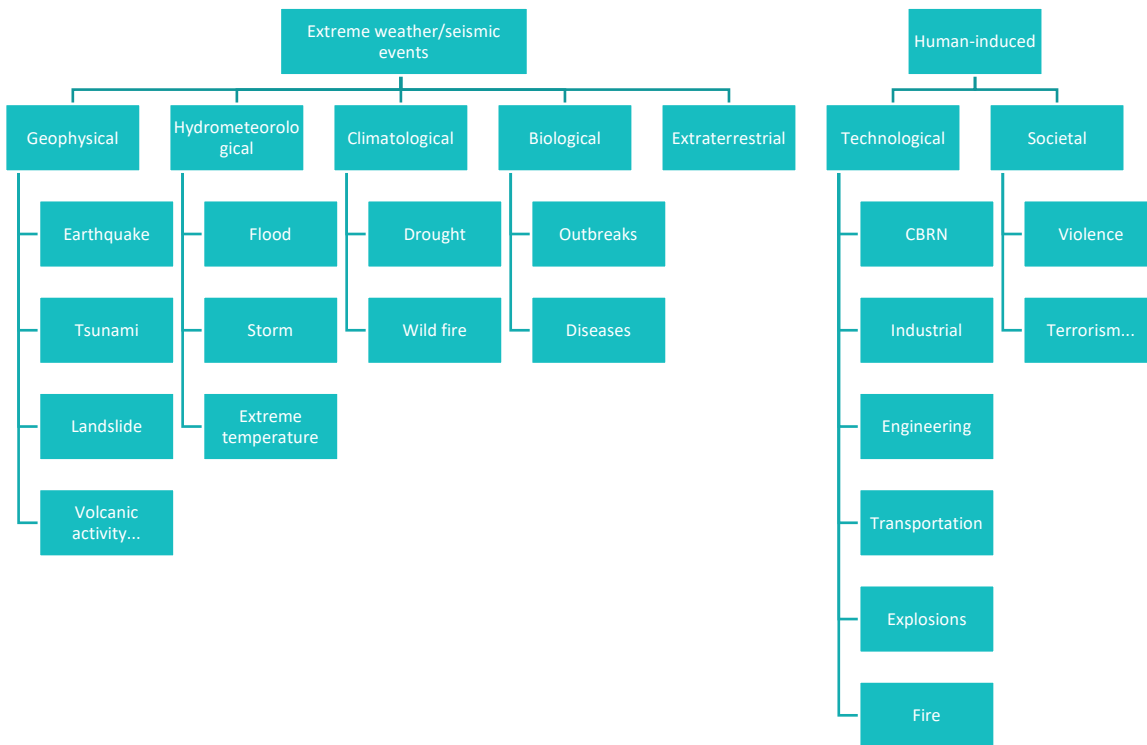 Extreme weather/seismic
events
Human-induced
Geophysical
Hydrometeorolo
gical
Climatological
Biological
Extraterrestrial
Technological
Societal
Earthquake
Flood
Drought
Outbreaks
CBRN
Violence
Tsunami
Storm
Wild fire
Diseases
Industrial
Terrorism...
Landslide
Extreme
temperature
Engineering
Volcanic
activity...
Transportation
Explosions
Fire